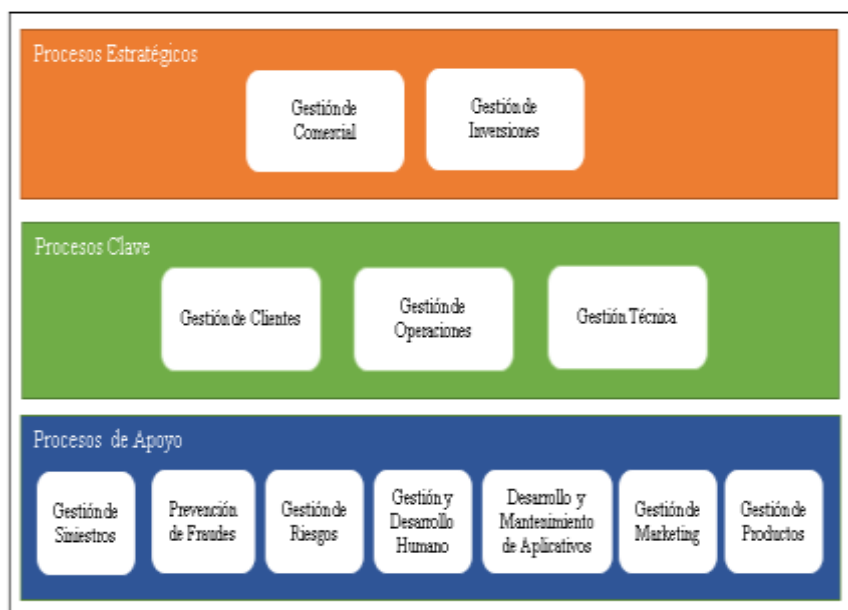 Procesos Estratégicos
Gestión de
Comercial
Gestión de
Inversiones
Procesos Clave
Gestión de Clientes
Gestión de
Operaciones
Gestión Técnica
Procesos de Apoyo
Gestión de
Siniestros
Prevención
de Fraudes
Gestión de
Riesgos
Gestión y
Desarrollo
Humano
Desarrollo y
Mantenimiento
de Aplicativos
Gestión de
Marketing
Gestión de
Productos